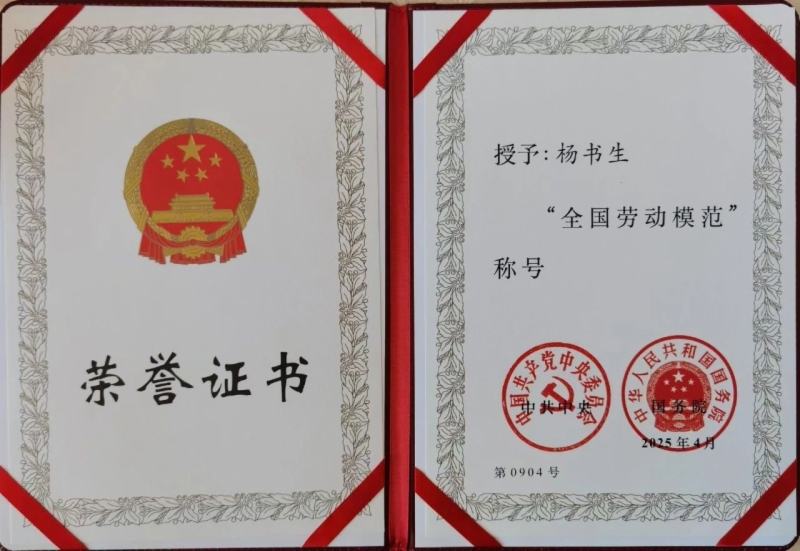 荣誉证书
授予：杨书生
“全国劳动模范”
称号
中国共产党中央委员会
中共中央
中华人民共和国国务院
国务院
2025年4月
第0904号